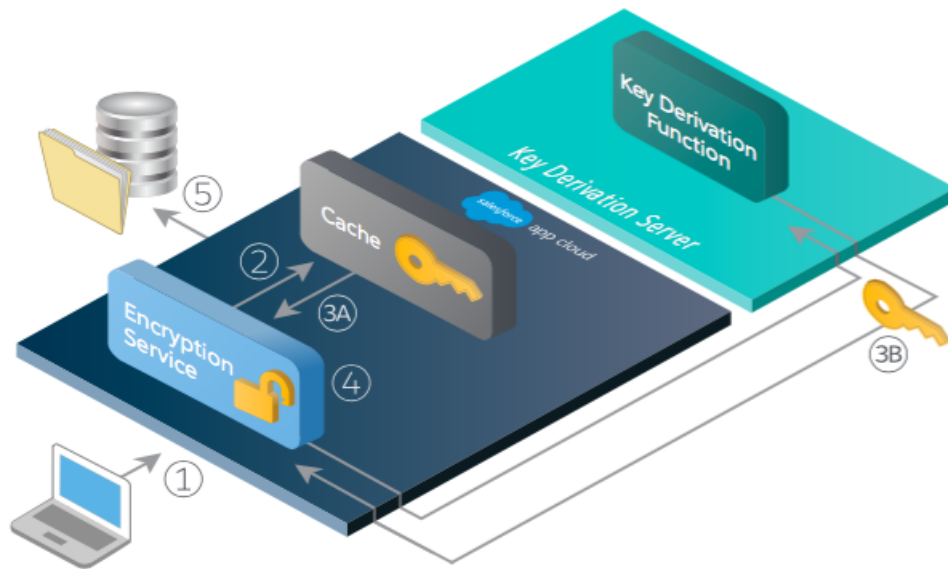 Key Derivation
Function
Key Derivation Server
salesforce
app cloud
Cache
5
2
3A
Encryption
Service
4
3B
1